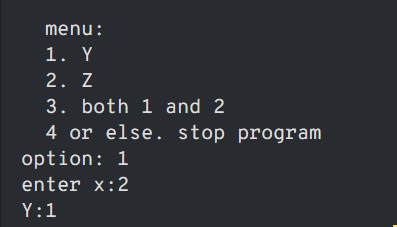 menu:
1. Y
2. Z
3. both 1 and 2
4 or else. stop program
option: 1
enter x:2
Y:1